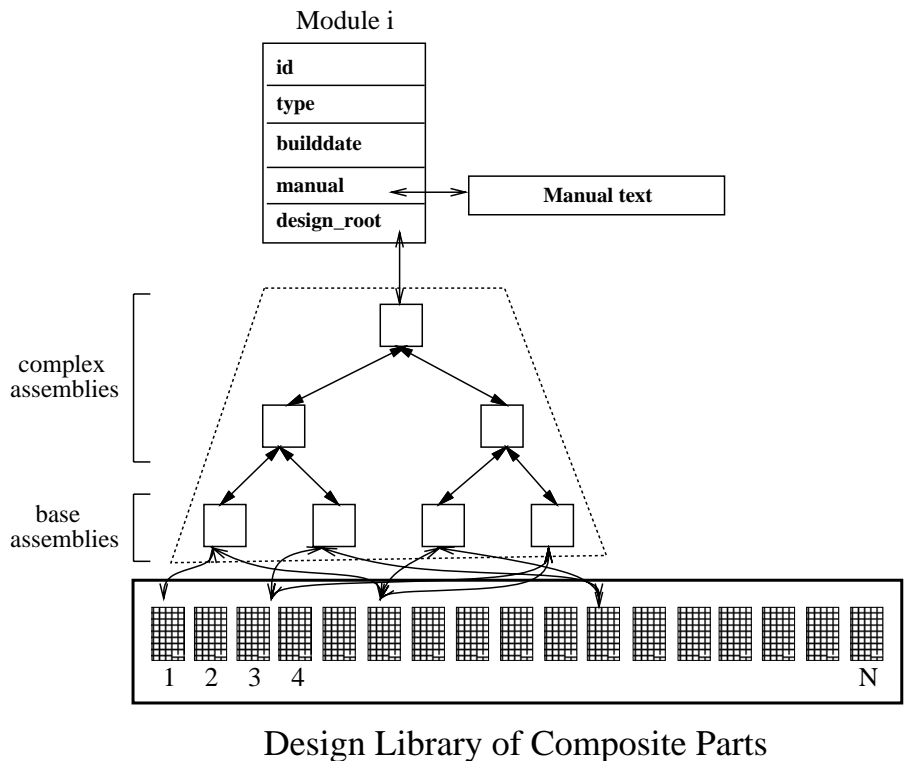 Module i
id
type
builddate
manual
Manual text
design_root
complex
assemblies
base
assemblies
1 2 3 4 N
Design Library of Composite Parts